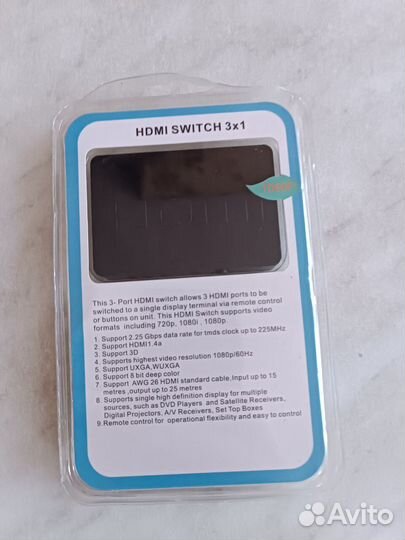 HDMI SWITCH 3x1
1080P
HDMI
This 3- Port HDMI switch allows 3 HDMI ports to be
switched to a single display terminal via remote control
or buttons on unit. This HDMI Switch supports video
formats including 720p, 1080i , 1080p.
1. Support 2.25 Gbps data rate for tmds clock up to 225MHz
2. Support HDMI1.4a
3. Support 3D
4. Supports highest video resolution 1080p/60Hz
5. Support UXGA,WUXGA
6. Support 8 bit deep color
7. Support AWG 26 HDMI standard cable,Input up to 15
metres ,output up to 25 metres
8. Supports single high definition display for multiple
sources, such as DVD Players and Satellite Receivers,
Digital Projectors, A/V Receivers, Set Top Boxes
9.Remote control for operational flexibility and easy to control
Avito